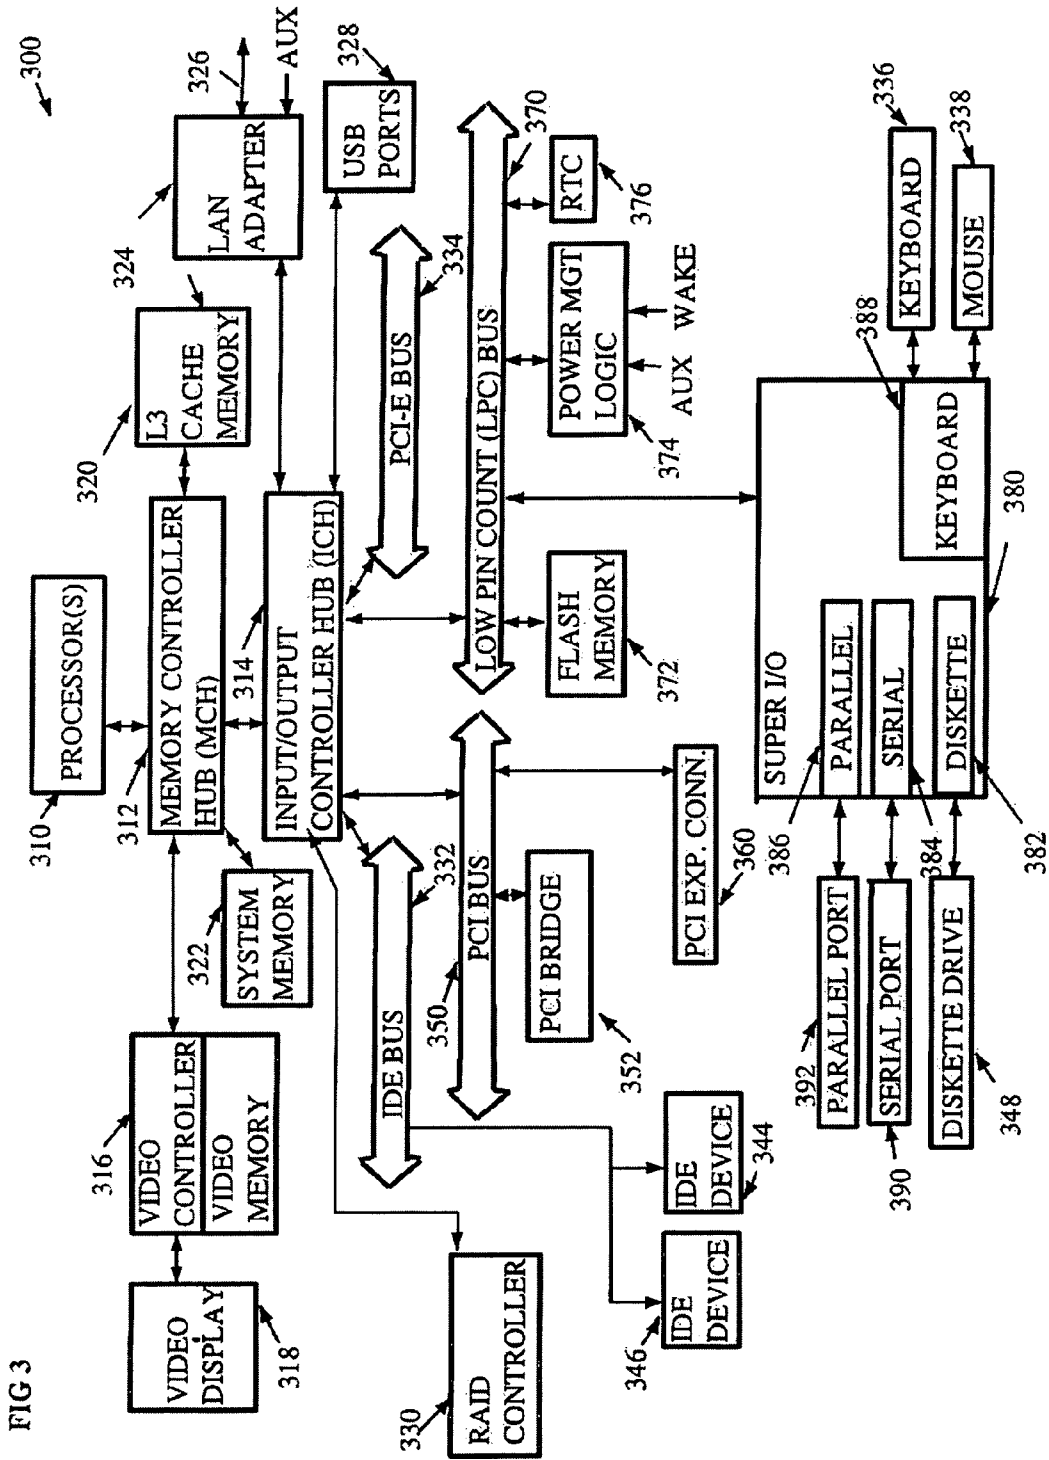 FIG 3
300
310
PROCESSOR(S)
312
MEMORY CONTROLLER
HUB (MCH)
320
L3
CACHE
MEMORY
324
LAN
ADAPTER
326
AUX
316
VIDEO
CONTROLLER
VIDEO
MEMORY
VIDEO
DISPLAY
318
322
SYSTEM
MEMORY
314
INPUT/OUTPUT
CONTROLLER HUB (ICH)
USB
PORTS
328
IDE BUS
332
PCI-E BUS
334
330
RAID
CONTROLLER
350
PCI BUS
LOW PIN COUNT (LPC) BUS
370
PCI BRIDGE
352
FLASH
MEMORY
372
POWER MGT
LOGIC
374
AUX
WAKE
RTC
376
346
IDE
DEVICE
IDE
DEVICE
344
PCI EXP. CONN.
360
SUPER I/O
386
PARALLEL
SERIAL
384
DISKETTE
382
388
KEYBOARD
380
KEYBOARD
336
MOUSE
338
392
PARALLEL PORT
SERIAL PORT
390
DISKETTE DRIVE
348